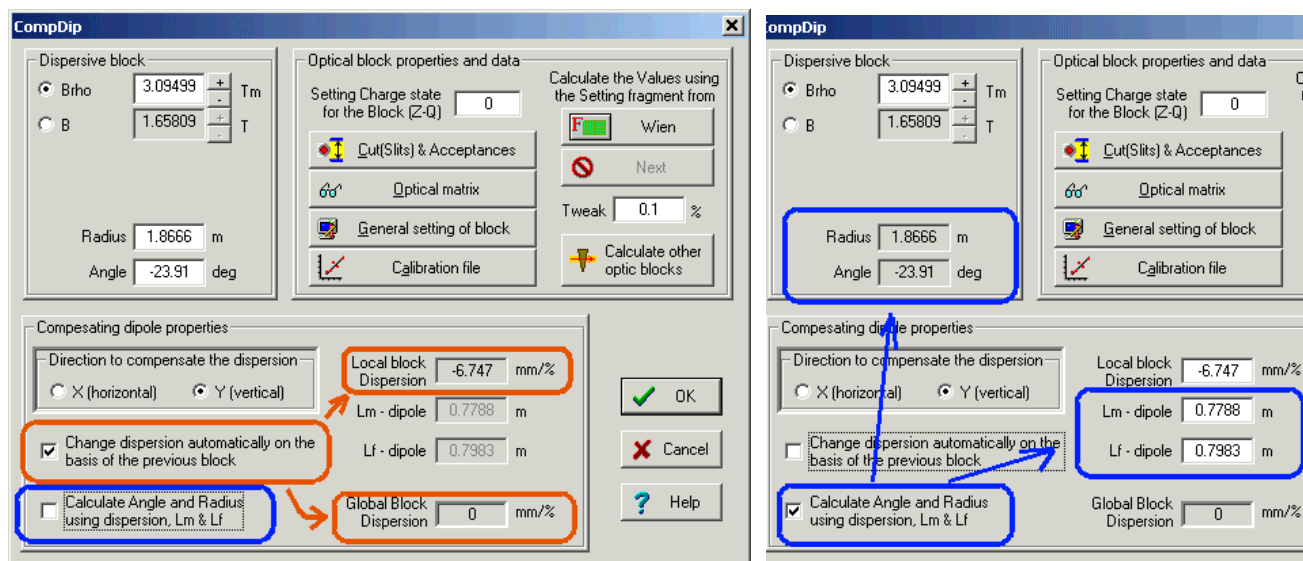 CompDip
Dispersive block
Brho 3.09499 + - Tm
B 1.65809 + - T
Radius 1.8666 m
Angle -23.91 deg
Optical block properties and data
Setting Charge state
for the Block (Z-Q) 0
Cut(Slits) & Acceptances
Optical matrix
General setting of block
Calibration file
Calculate the Values using
the Setting fragment from
F Wien
Next
Tweak 0.1 %
Calculate other
optic blocks
Compesating dipole properties
Direction to compensate the dispersion
X (horizontal) Y (vertical)
Change dispersion automatically on the
basis of the previous block
Calculate Angle and Radius
using dispersion, Lm & Lf
Local block
Dispersion -6.747 mm/%
Lm - dipole 0.7788 m
Lf - dipole 0.7983 m
Global Block
Dispersion 0 mm/%
OK
Cancel
? Help
CompDip
Dispersive block
Brho 3.09499 + - Tm
B 1.65809 + - T
Radius 1.8666 m
Angle -23.91 deg
Optical block properties and data
Setting Charge state
for the Block (Z-Q) 0
Cut(Slits) & Acceptances
Optical matrix
General setting of block
Calibration file
Compesating dipole properties
Direction to compensate the dispersion
X (horizontal) Y (vertical)
Change dispersion automatically on the
basis of the previous block
Calculate Angle and Radius
using dispersion, Lm & Lf
Local block
Dispersion -6.747 mm/%
Lm - dipole 0.7788 m
Lf - dipole 0.7983 m
Global Block
Dispersion 0 mm/%